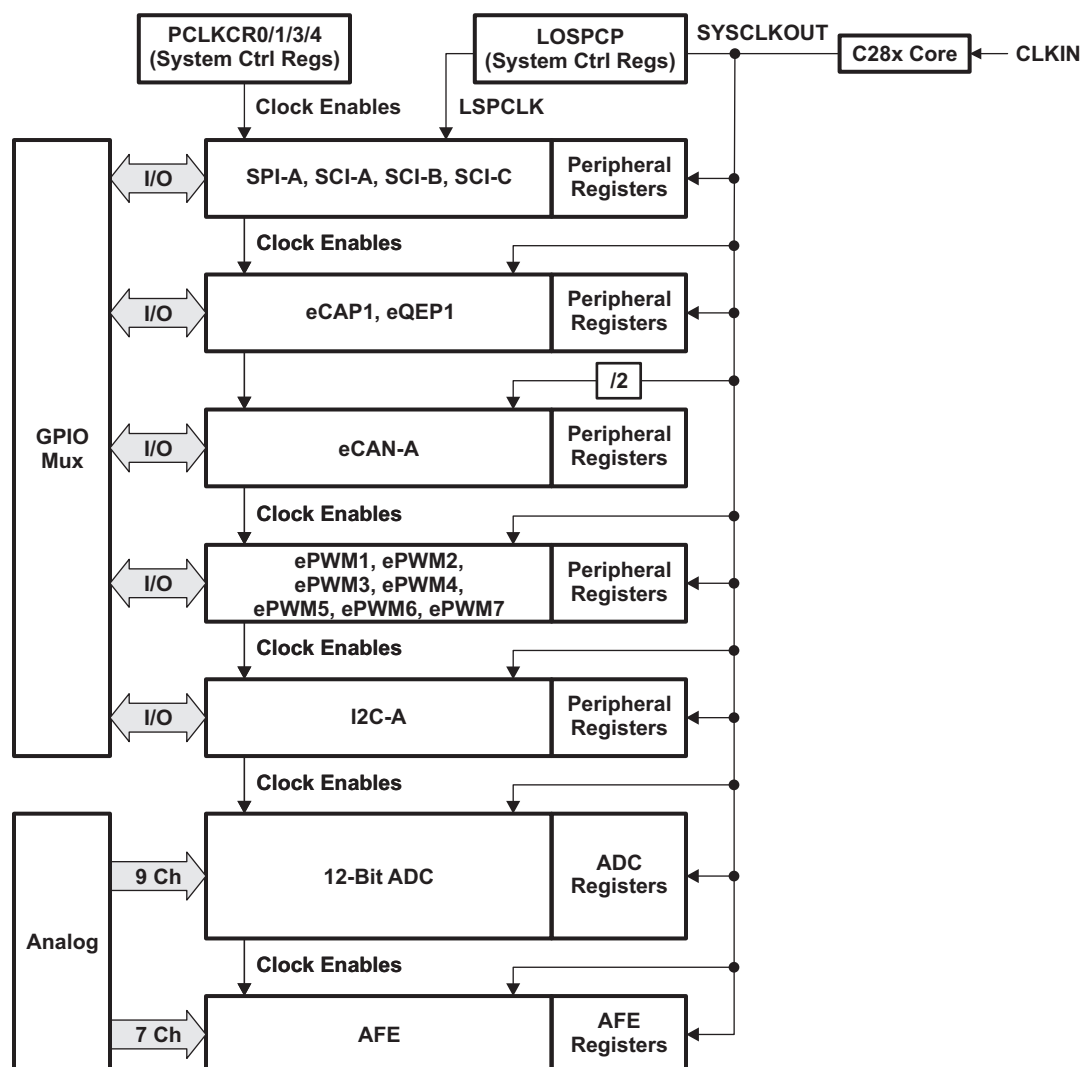 PCLKCR0/1/3/4
(System Ctrl Regs)
LOSPCP
(System Ctrl Regs)
SYSCLKOUT
C28x Core
CLKIN
Clock Enables
LSPCLK
I/O
SPI-A, SCI-A, SCI-B, SCI-C
Peripheral
Registers
Clock Enables
I/O
eCAP1, eQEP1
Peripheral
Registers
/2
GPIO
Mux
I/O
eCAN-A
Peripheral
Registers
Clock Enables
I/O
ePWM1, ePWM2,
ePWM3, ePWM4,
ePWM5, ePWM6, ePWM7
Peripheral
Registers
Clock Enables
I/O
I2C-A
Peripheral
Registers
Clock Enables
Analog
9 Ch
12-Bit ADC
ADC
Registers
Clock Enables
7 Ch
AFE
AFE
Registers